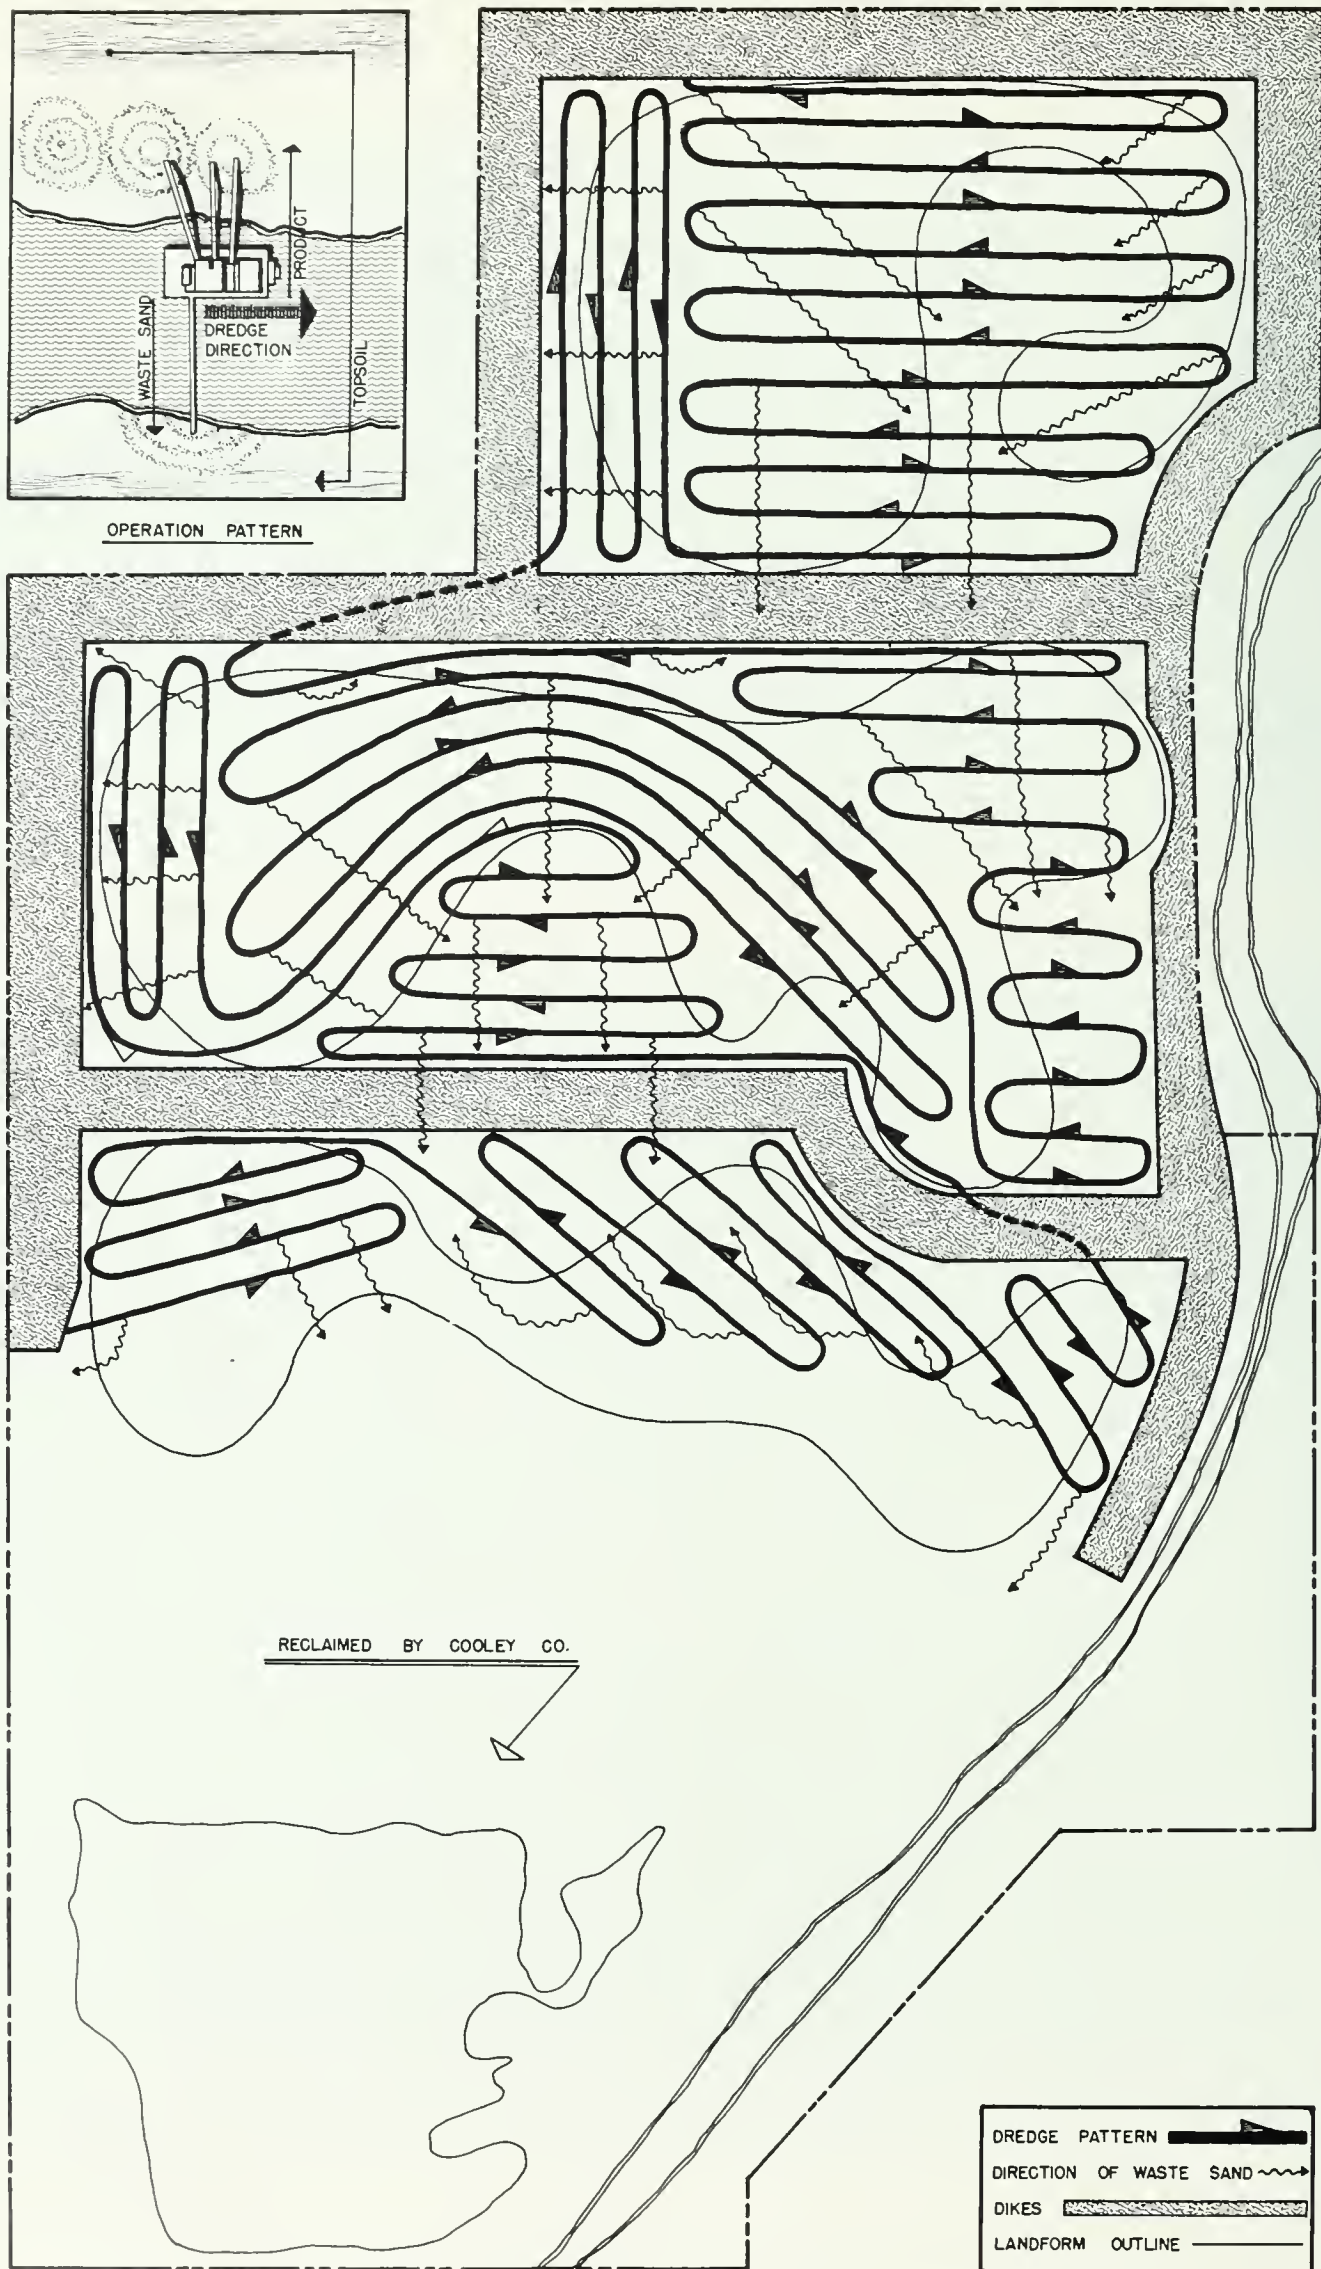 PRODUCT
WASTE SAND
DREDGE
DIRECTION
TOPSOIL
OPERATION PATTERN
RECLAIMED BY COOLEY CO.
DREDGE PATTERN
DIRECTION OF WASTE SAND
DIKES
LANDFORM OUTLINE